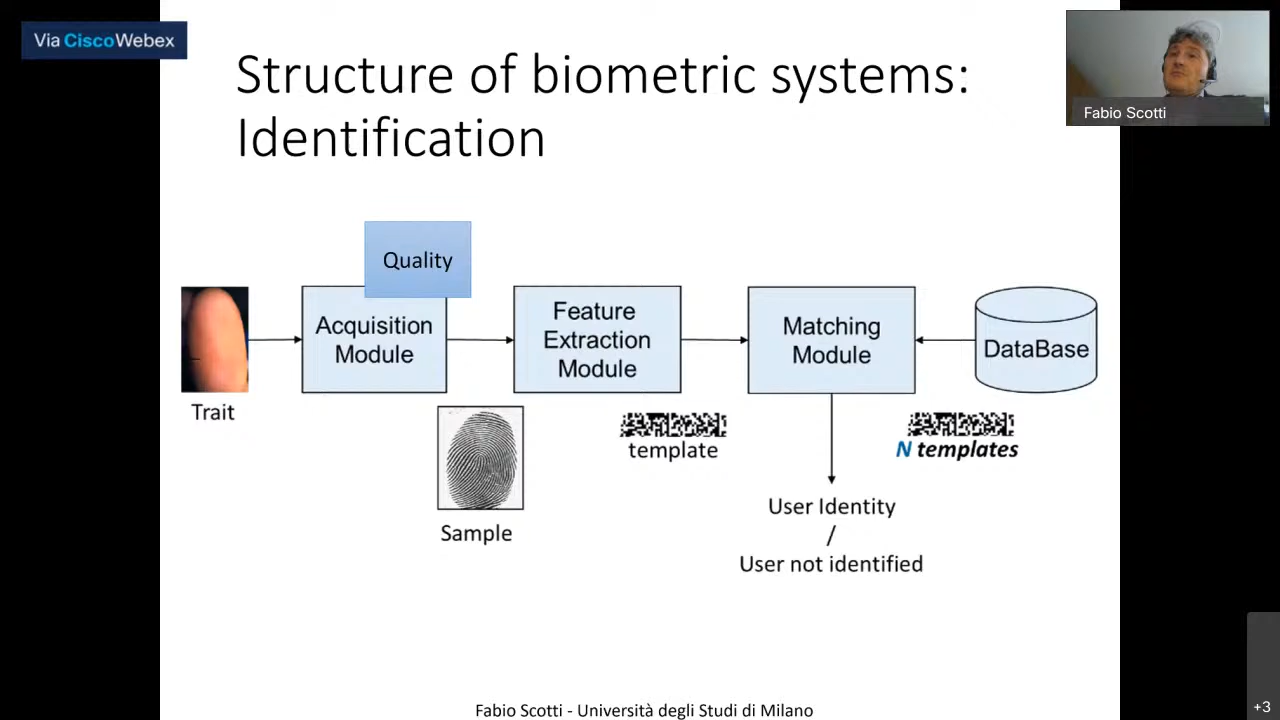 Via CiscoWebex
Structure of biometric systems:
Identification
Fabio Scotti
Quality
Acquisition
Module
Feature
Extraction
Module
Matching
Module
DataBase
Trait
template
N templates
Sample
User Identity
/
User not identified
Fabio Scotti - Università degli Studi di Milano
+3